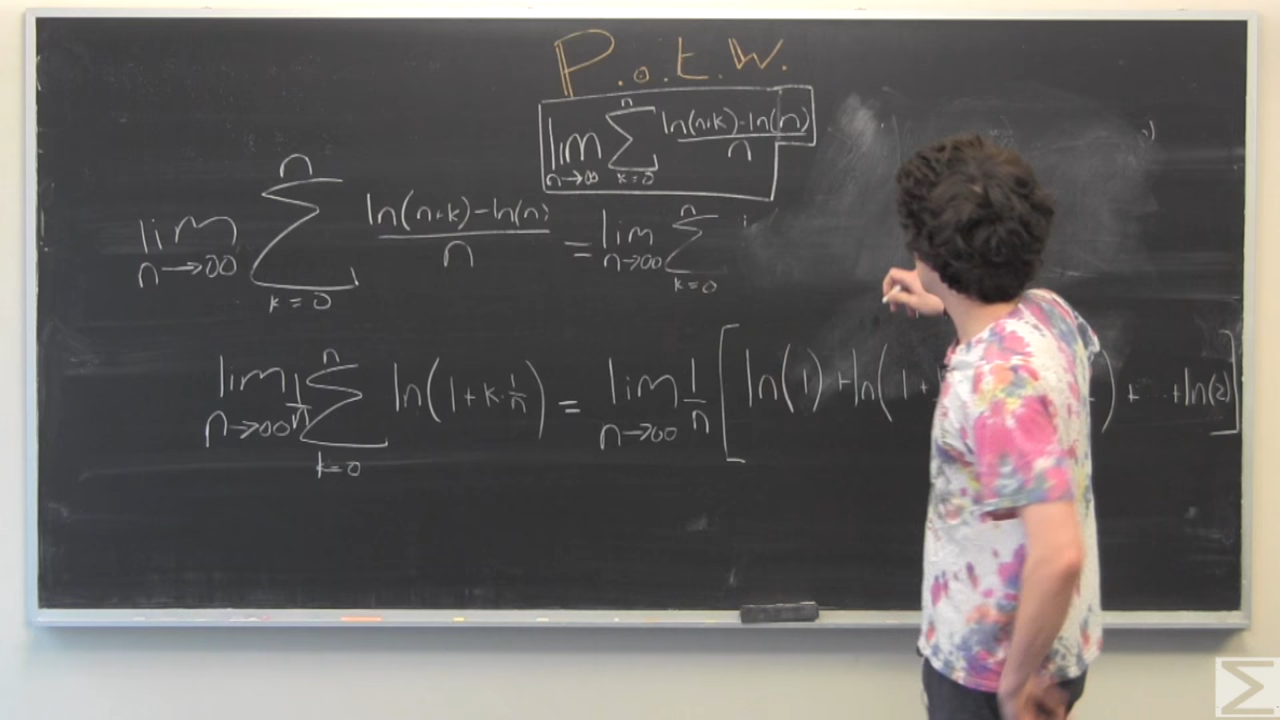 P.o.t.W.
lim n→∞ Σ k=0 n ln(n+k)-ln(n) / n
lim n→∞ Σ k=0 n ln(n+k)-ln(n) / n = lim n→∞ Σ k=0 n
lim n→∞ 1/n Σ k=0 n ln(1+k·1/n) = lim n→∞ 1/n [ln(1)+ln(1+ ) + ...+ln(2)]
Σ